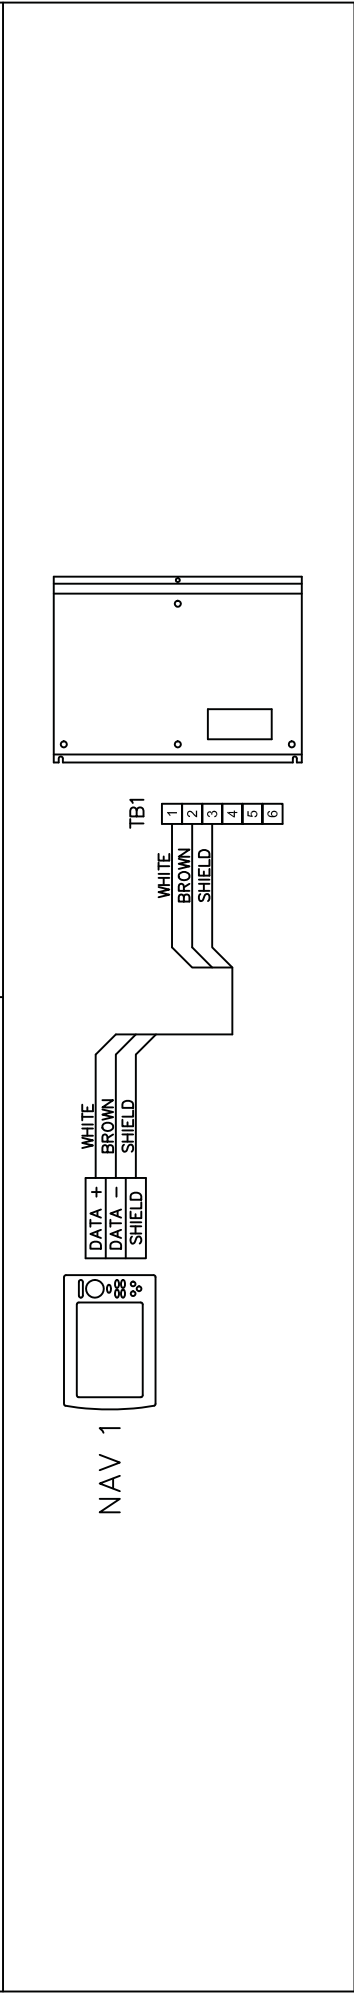 NAV 1
DATA +
DATA -
SHIELD
WHITE
BROWN
SHIELD
WHITE
BROWN
SHIELD
TB1
1
2
3
4
5
6